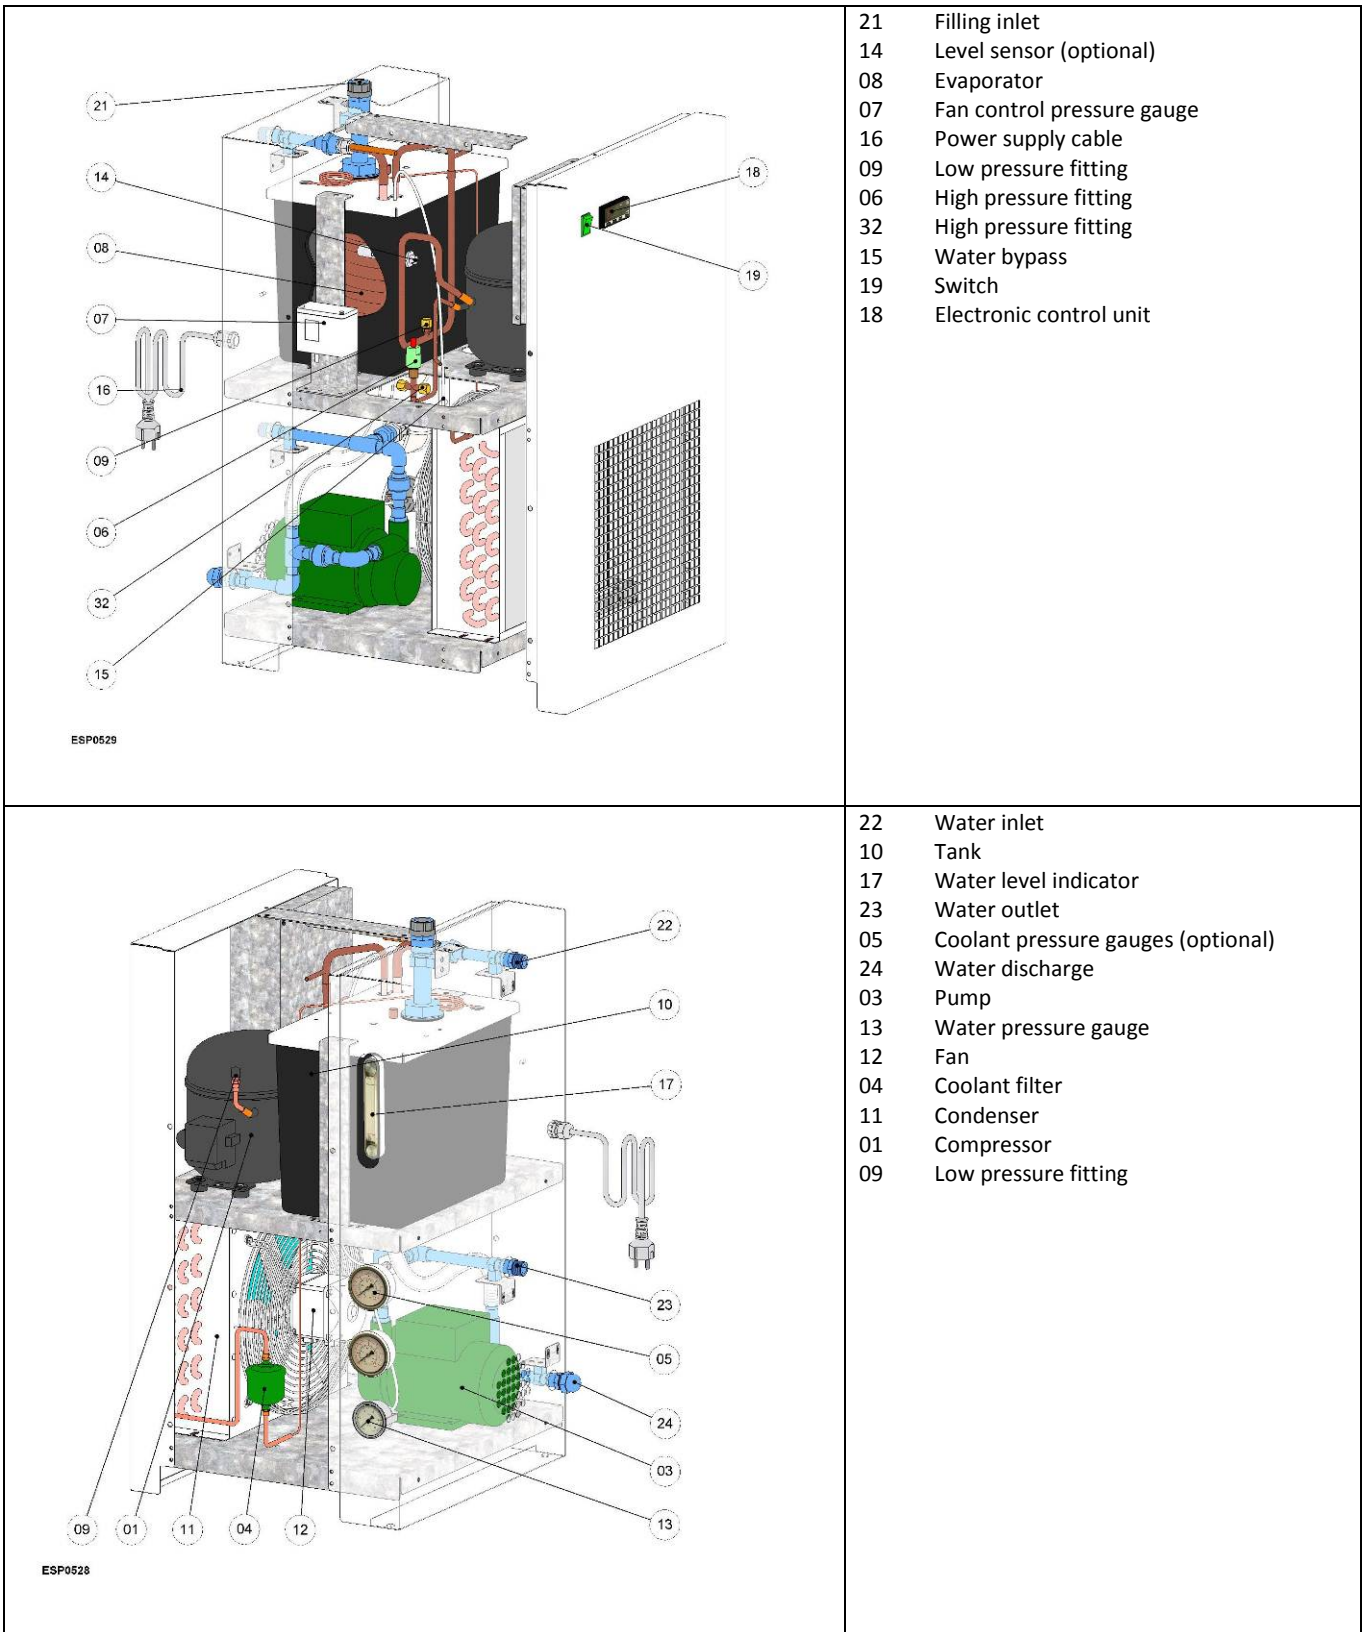 21
14
08
07
16
09
06
32
15
18
19
ESP0529
21 Filling inlet
14 Level sensor (optional)
08 Evaporator
07 Fan control pressure gauge
16 Power supply cable
09 Low pressure fitting
06 High pressure fitting
32 High pressure fitting
15 Water bypass
19 Switch
18 Electronic control unit
22
10
17
23
05
24
03
13
09
01
11
04
12
ESP0528
22 Water inlet
10 Tank
17 Water level indicator
23 Water outlet
05 Coolant pressure gauges (optional)
24 Water discharge
03 Pump
13 Water pressure gauge
12 Fan
04 Coolant filter
11 Condenser
01 Compressor
09 Low pressure fitting